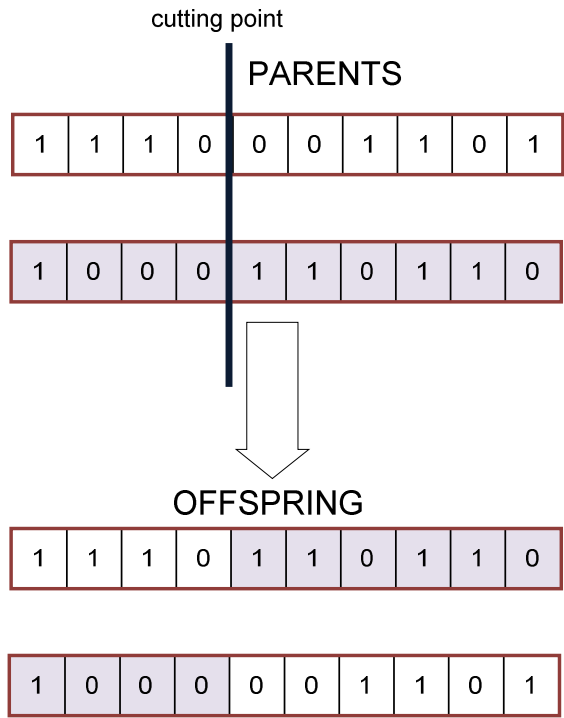 cutting point
PARENTS
1 1 1 0 0 0 1 1 0 1
1 0 0 0 1 1 0 1 1 0
OFFSPRING
1 1 1 0 1 1 0 1 1 0
1 0 0 0 0 0 1 1 0 1